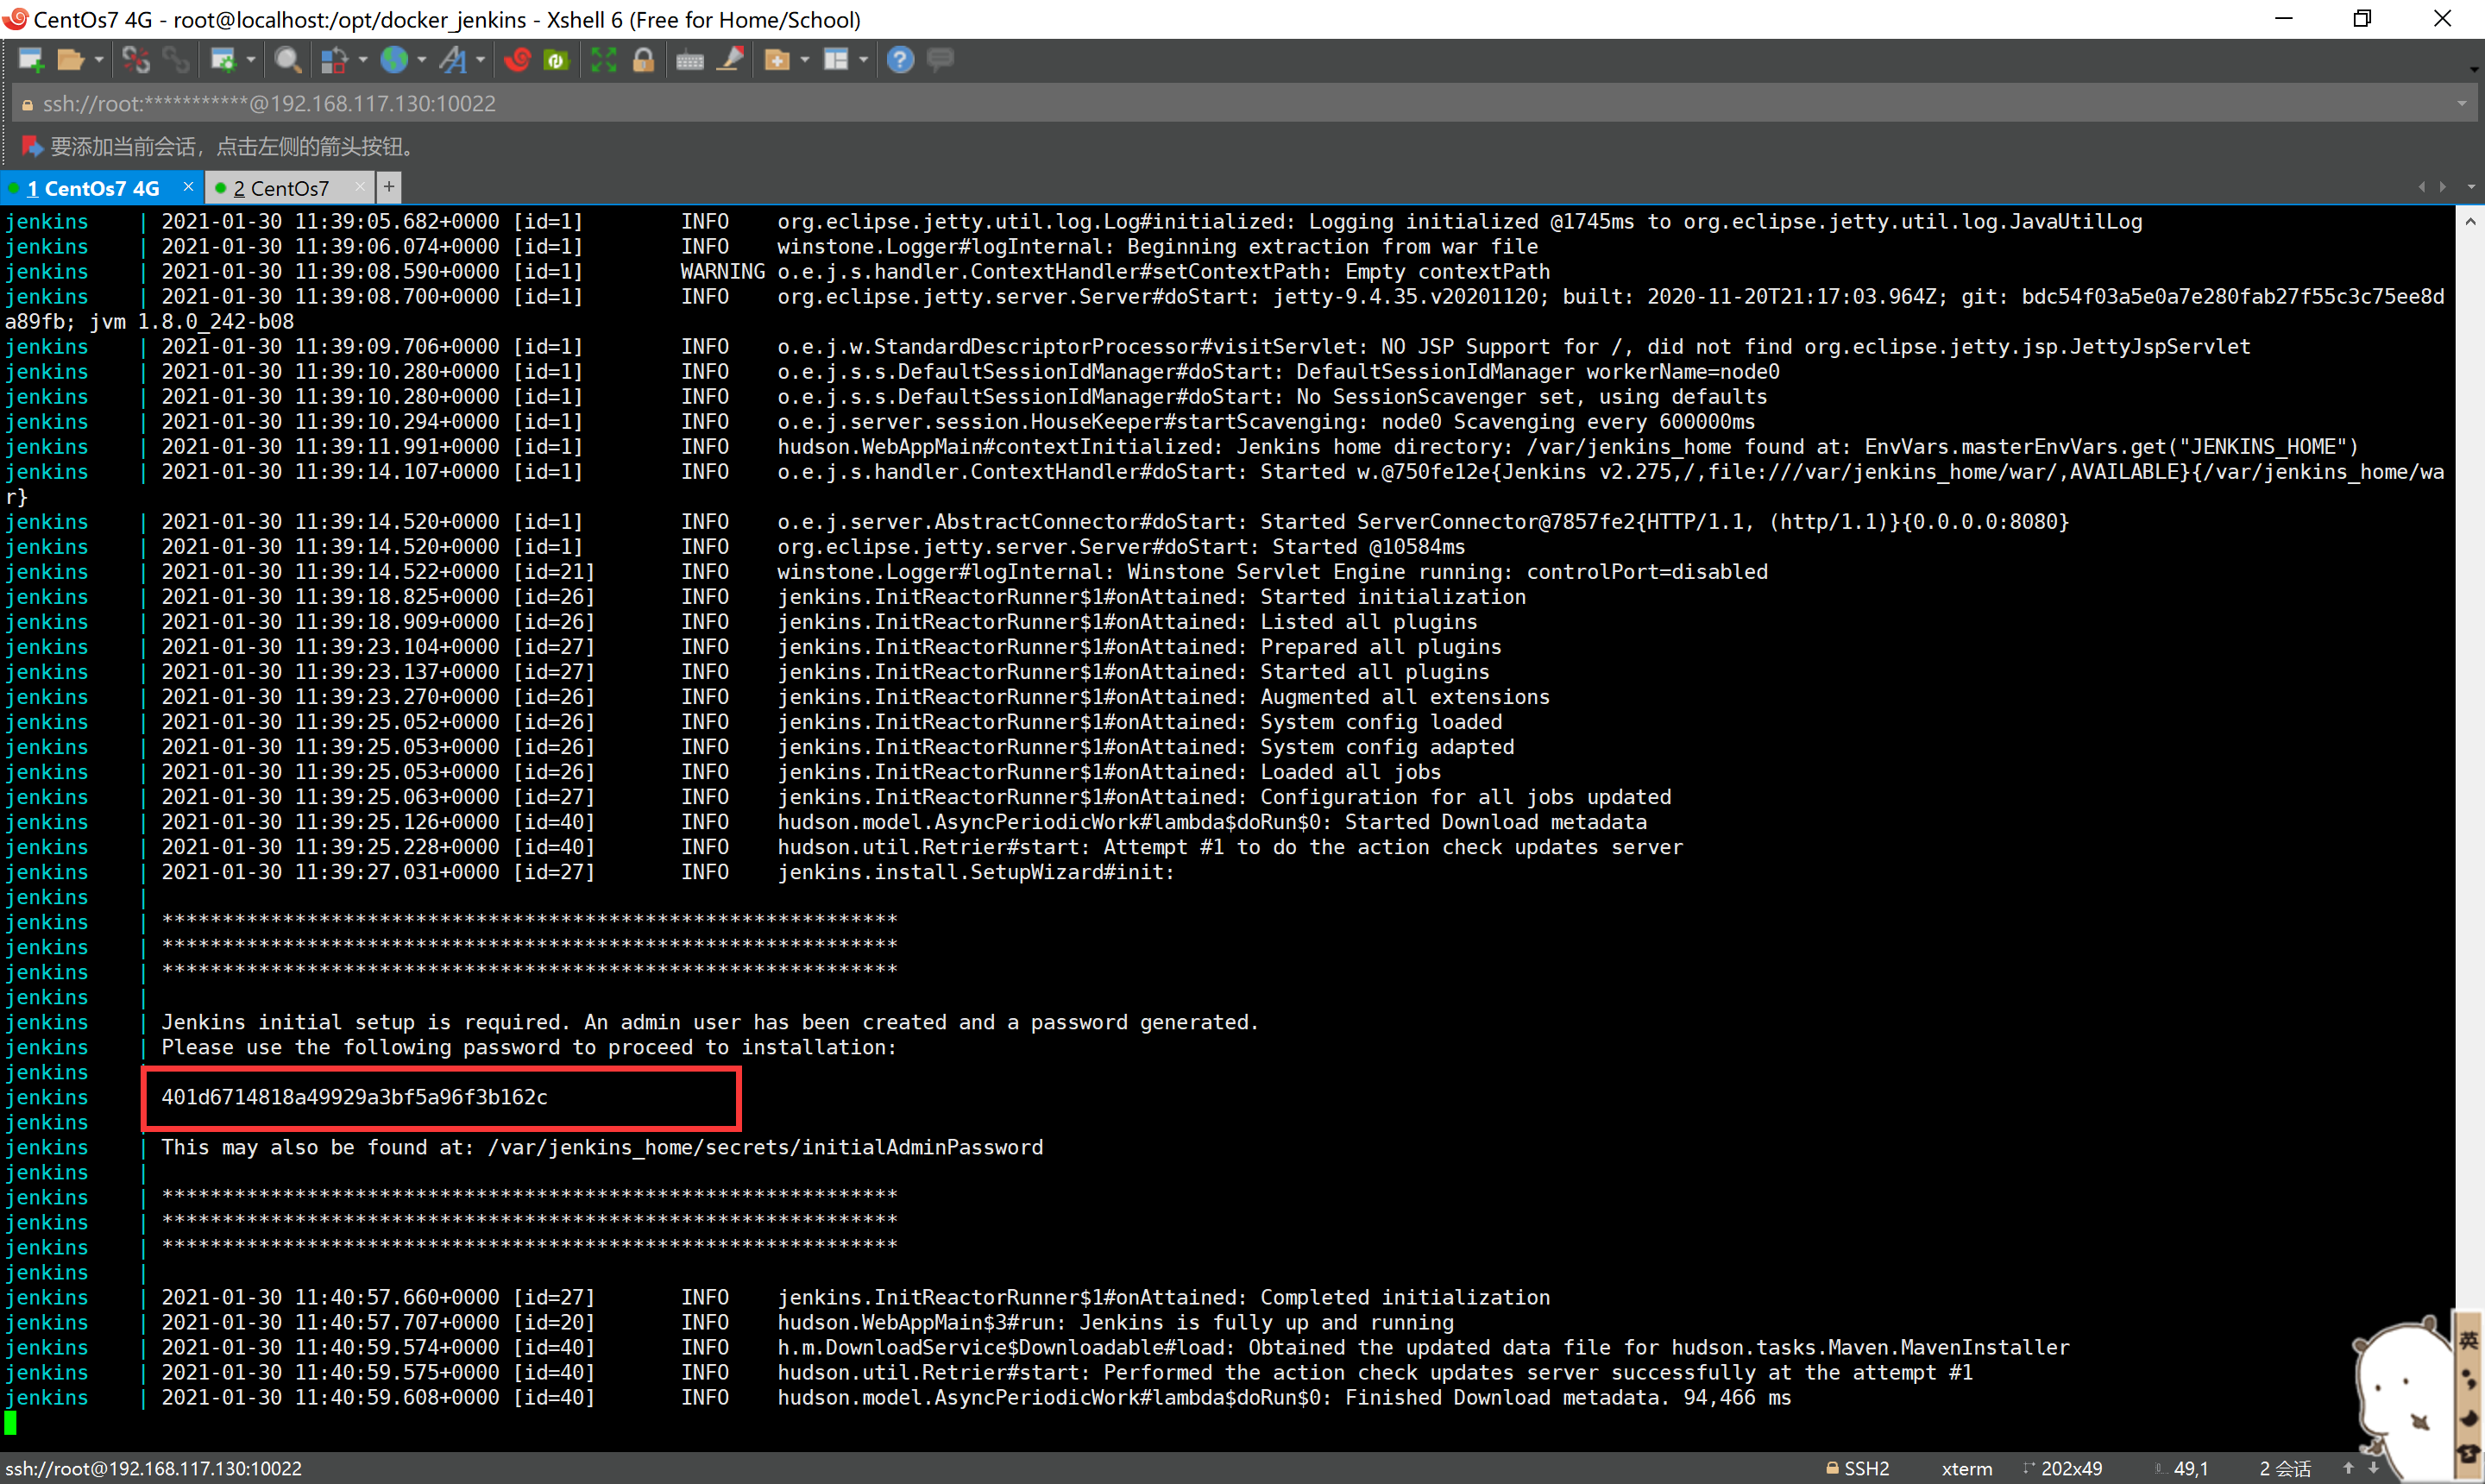 CentOs7 4G - root@localhost:/opt/docker_jenkins - Xshell 6 (Free for Home/School)
ssh://root:***********@192.168.117.130:10022
要添加当前会话，点击左侧的箭头按钮。
1 CentOs7 4G × 2 CentOs7 × +
jenkins | 2021-01-30 11:39:05.682+0000 [id=1] INFO org.eclipse.jetty.util.log.Log#initialized: Logging initialized @1745ms to org.eclipse.jetty.util.log.JavaUtilLog
jenkins | 2021-01-30 11:39:06.074+0000 [id=1] INFO winstone.Logger#logInternal: Beginning extraction from war file
jenkins | 2021-01-30 11:39:08.590+0000 [id=1] WARNING o.e.j.s.handler.ContextHandler#setContextPath: Empty contextPath
jenkins | 2021-01-30 11:39:08.700+0000 [id=1] INFO org.eclipse.jetty.server.Server#doStart: jetty-9.4.35.v20201120; built: 2020-11-20T21:17:03.964Z; git: bdc54f03a5e0a7e280fab27f55c3c75ee8d
a89fb; jvm 1.8.0_242-b08
jenkins | 2021-01-30 11:39:09.706+0000 [id=1] INFO o.e.j.w.StandardDescriptorProcessor#visitServlet: NO JSP Support for /, did not find org.eclipse.jetty.jsp.JettyJspServlet
jenkins | 2021-01-30 11:39:10.280+0000 [id=1] INFO o.e.j.s.s.DefaultSessionIdManager#doStart: DefaultSessionIdManager workerName=node0
jenkins | 2021-01-30 11:39:10.280+0000 [id=1] INFO o.e.j.s.s.DefaultSessionIdManager#doStart: No SessionScavenger set, using defaults
jenkins | 2021-01-30 11:39:10.294+0000 [id=1] INFO o.e.j.server.session.HouseKeeper#startScavenging: node0 Scavenging every 600000ms
jenkins | 2021-01-30 11:39:11.991+0000 [id=1] INFO hudson.WebAppMain#contextInitialized: Jenkins home directory: /var/jenkins_home found at: EnvVars.masterEnvVars.get("JENKINS_HOME")
jenkins | 2021-01-30 11:39:14.107+0000 [id=1] INFO o.e.j.s.handler.ContextHandler#doStart: Started w.@750fe12e{Jenkins v2.275,/,file:///var/jenkins_home/war/,AVAILABLE}{/var/jenkins_home/wa
r}
jenkins | 2021-01-30 11:39:14.520+0000 [id=1] INFO o.e.j.server.AbstractConnector#doStart: Started ServerConnector@7857fe2{HTTP/1.1, (http/1.1)}{0.0.0.0:8080}
jenkins | 2021-01-30 11:39:14.520+0000 [id=1] INFO org.eclipse.jetty.server.Server#doStart: Started @10584ms
jenkins | 2021-01-30 11:39:14.522+0000 [id=21] INFO winstone.Logger#logInternal: Winstone Servlet Engine running: controlPort=disabled
jenkins | 2021-01-30 11:39:18.825+0000 [id=26] INFO jenkins.InitReactorRunner$1#onAttained: Started initialization
jenkins | 2021-01-30 11:39:18.909+0000 [id=26] INFO jenkins.InitReactorRunner$1#onAttained: Listed all plugins
jenkins | 2021-01-30 11:39:23.104+0000 [id=27] INFO jenkins.InitReactorRunner$1#onAttained: Prepared all plugins
jenkins | 2021-01-30 11:39:23.137+0000 [id=27] INFO jenkins.InitReactorRunner$1#onAttained: Started all plugins
jenkins | 2021-01-30 11:39:23.270+0000 [id=26] INFO jenkins.InitReactorRunner$1#onAttained: Augmented all extensions
jenkins | 2021-01-30 11:39:25.052+0000 [id=26] INFO jenkins.InitReactorRunner$1#onAttained: System config loaded
jenkins | 2021-01-30 11:39:25.053+0000 [id=26] INFO jenkins.InitReactorRunner$1#onAttained: System config adapted
jenkins | 2021-01-30 11:39:25.053+0000 [id=26] INFO jenkins.InitReactorRunner$1#onAttained: Loaded all jobs
jenkins | 2021-01-30 11:39:25.063+0000 [id=27] INFO jenkins.InitReactorRunner$1#onAttained: Configuration for all jobs updated
jenkins | 2021-01-30 11:39:25.126+0000 [id=40] INFO hudson.model.AsyncPeriodicWork#lambda$doRun$0: Started Download metadata
jenkins | 2021-01-30 11:39:25.228+0000 [id=40] INFO hudson.util.Retrier#start: Attempt #1 to do the action check updates server
jenkins | 2021-01-30 11:39:27.031+0000 [id=27] INFO jenkins.install.SetupWizard#init:
jenkins |
jenkins | *************************************************************
jenkins | *************************************************************
jenkins | *************************************************************
jenkins |
jenkins | Jenkins initial setup is required. An admin user has been created and a password generated.
jenkins | Please use the following password to proceed to installation:
jenkins
jenkins 401d6714818a49929a3bf5a96f3b162c
jenkins
jenkins | This may also be found at: /var/jenkins_home/secrets/initialAdminPassword
jenkins |
jenkins | *************************************************************
jenkins | *************************************************************
jenkins | *************************************************************
jenkins |
jenkins | 2021-01-30 11:40:57.660+0000 [id=27] INFO jenkins.InitReactorRunner$1#onAttained: Completed initialization
jenkins | 2021-01-30 11:40:57.707+0000 [id=20] INFO hudson.WebAppMain$3#run: Jenkins is fully up and running
jenkins | 2021-01-30 11:40:59.574+0000 [id=40] INFO h.m.DownloadService$Downloadable#load: Obtained the updated data file for hudson.tasks.Maven.MavenInstaller
jenkins | 2021-01-30 11:40:59.575+0000 [id=40] INFO hudson.util.Retrier#start: Performed the action check updates server successfully at the attempt #1
jenkins | 2021-01-30 11:40:59.608+0000 [id=40] INFO hudson.model.AsyncPeriodicWork#lambda$doRun$0: Finished Download metadata. 94,466 ms
英
ssh://root@192.168.117.130:10022 SSH2 xterm 202x49 49,1 2 会话